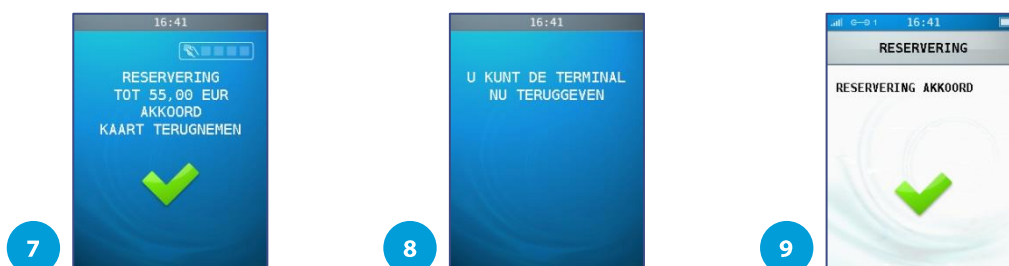 16:41
RESERVERING
TOT 55,00 EUR
AKKOORD
KAART TERUGNEMEN
7
16:41
U KUNT DE TERMINAL
NU TERUGGEVEN
8
1 16:41
RESERVERING
RESERVERING AKKOORD
9